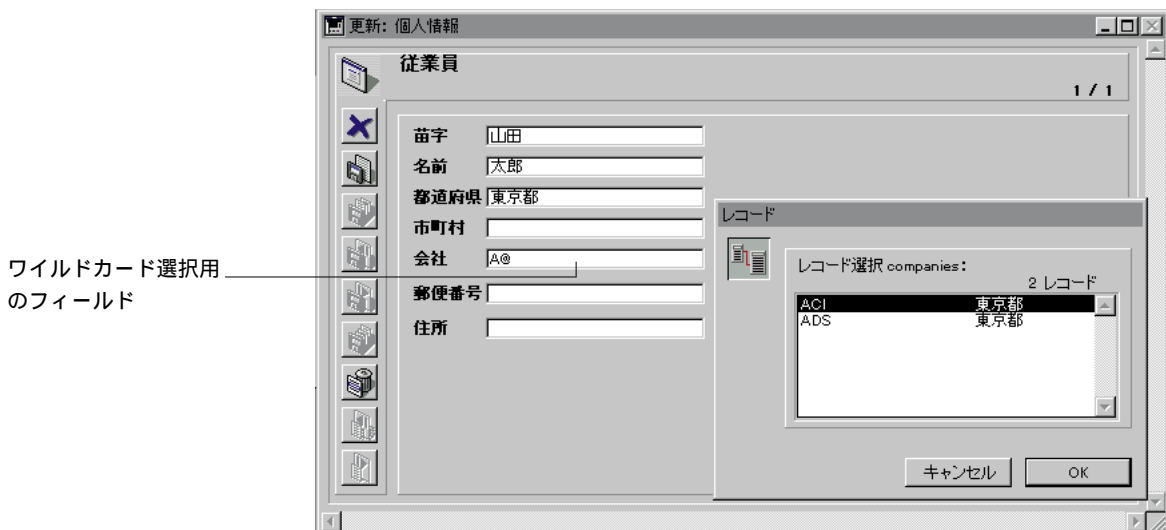 更新: 個人情報
従業員
1 / 1
苗字 山田
名前 太郎
都道府県 東京都
市町村
会社 A@
郵便番号
住所
ワイルドカード選択用
のフィールド
レコード
レコード選択 companies:
2 レコード
ACI 東京都
ADS 東京都
キャンセル OK